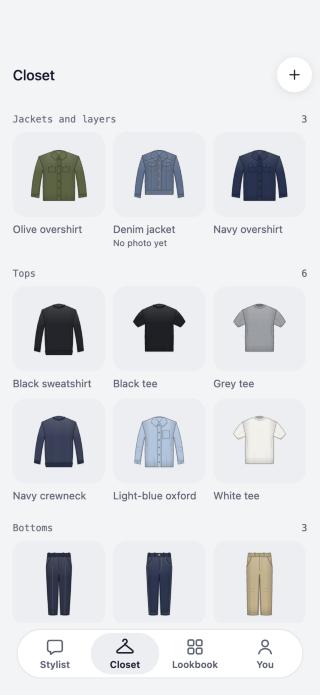 Closet
Jackets and layers 3
Olive overshirt
Denim jacket
No photo yet
Navy overshirt
Tops 6
Black sweatshirt
Black tee
Grey tee
Navy crewneck
Light-blue oxford
White tee
Bottoms 3
Stylist
Closet
Lookbook
You